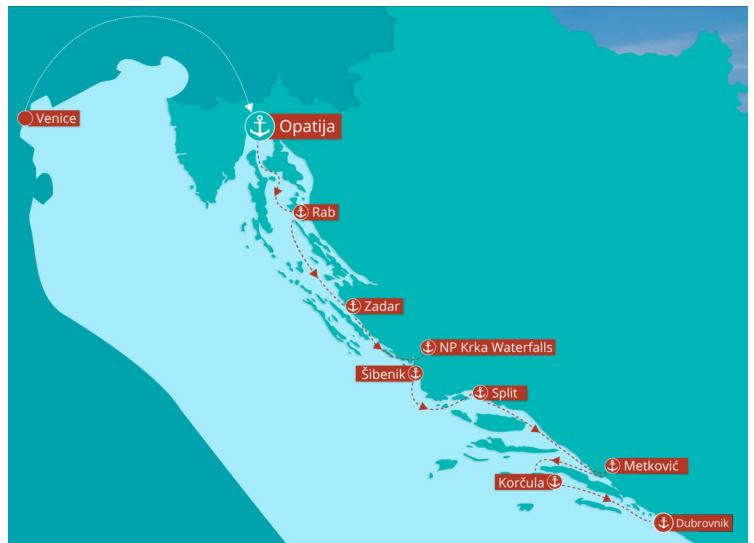 Venice
Opatija
Rab
Zadar
NP Krka Waterfalls
Šibenik
Split
Metković
Korčula
Dubrovnik